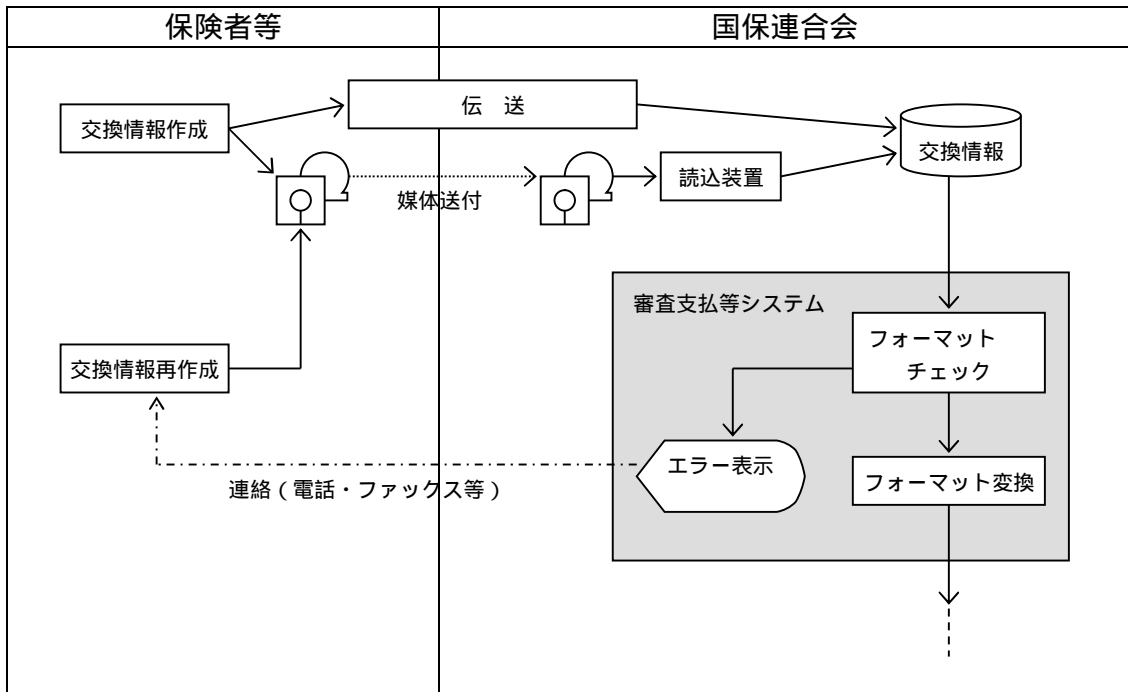 保険者等
国保連合会
伝　送
交換情報作成
交換情報
読込装置
媒体送付
審査支払等システム
フォーマット
チェック
交換情報再作成
エラー表示
フォーマット変換
連絡（電話・ファックス等）